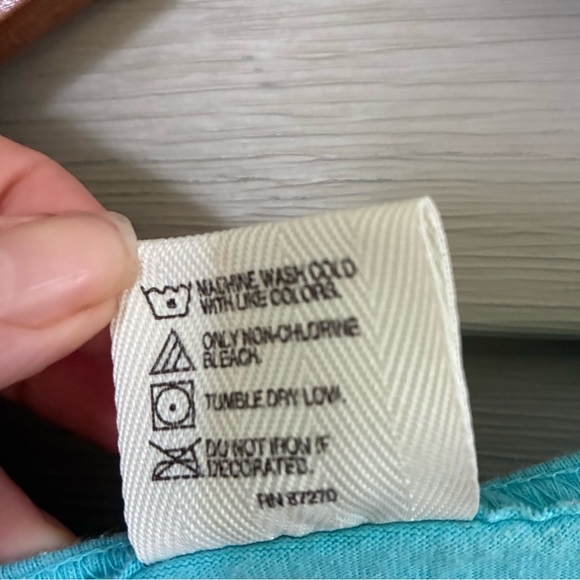 MACHINE WASH COLD
WITH LIKE COLORS.
ONLY NON-CHLORINE
BLEACH.
TUMBLE DRY LOW.
DO NOT IRON IF
DECORATED.
RN 87270